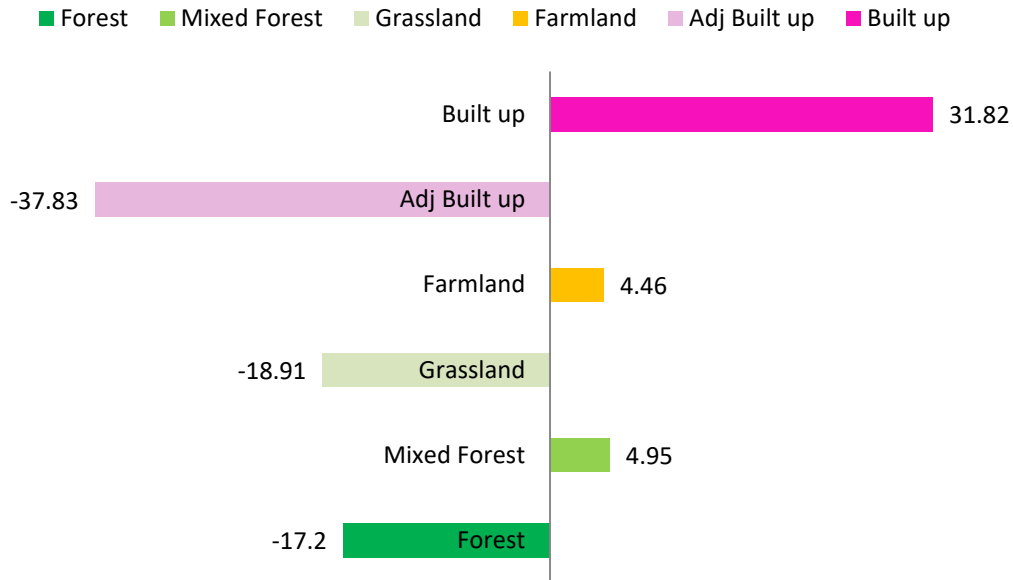 Forest Mixed Forest Grassland Farmland Adj Built up Built up
Built up 31.82
-37.83 Adj Built up
Farmland 4.46
-18.91 Grassland
Mixed Forest 4.95
-17.2 Forest